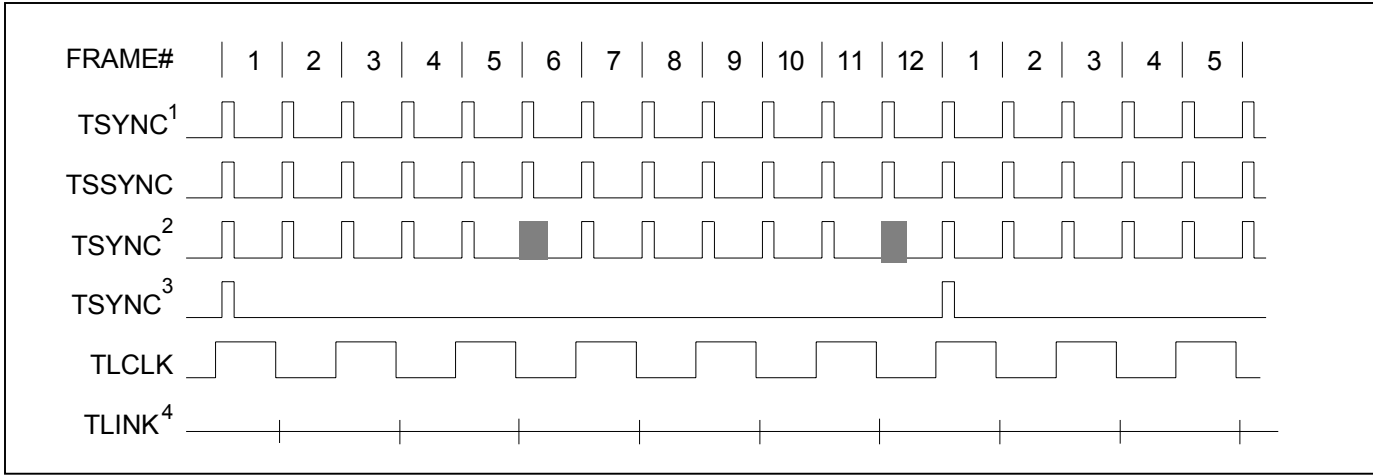 FRAME# 1 2 3 4 5 6 7 8 9 10 11 12 1 2 3 4 5
TSYNC1
TSSYNC
TSYNC2
TSYNC3
TLCLK
TLINK4